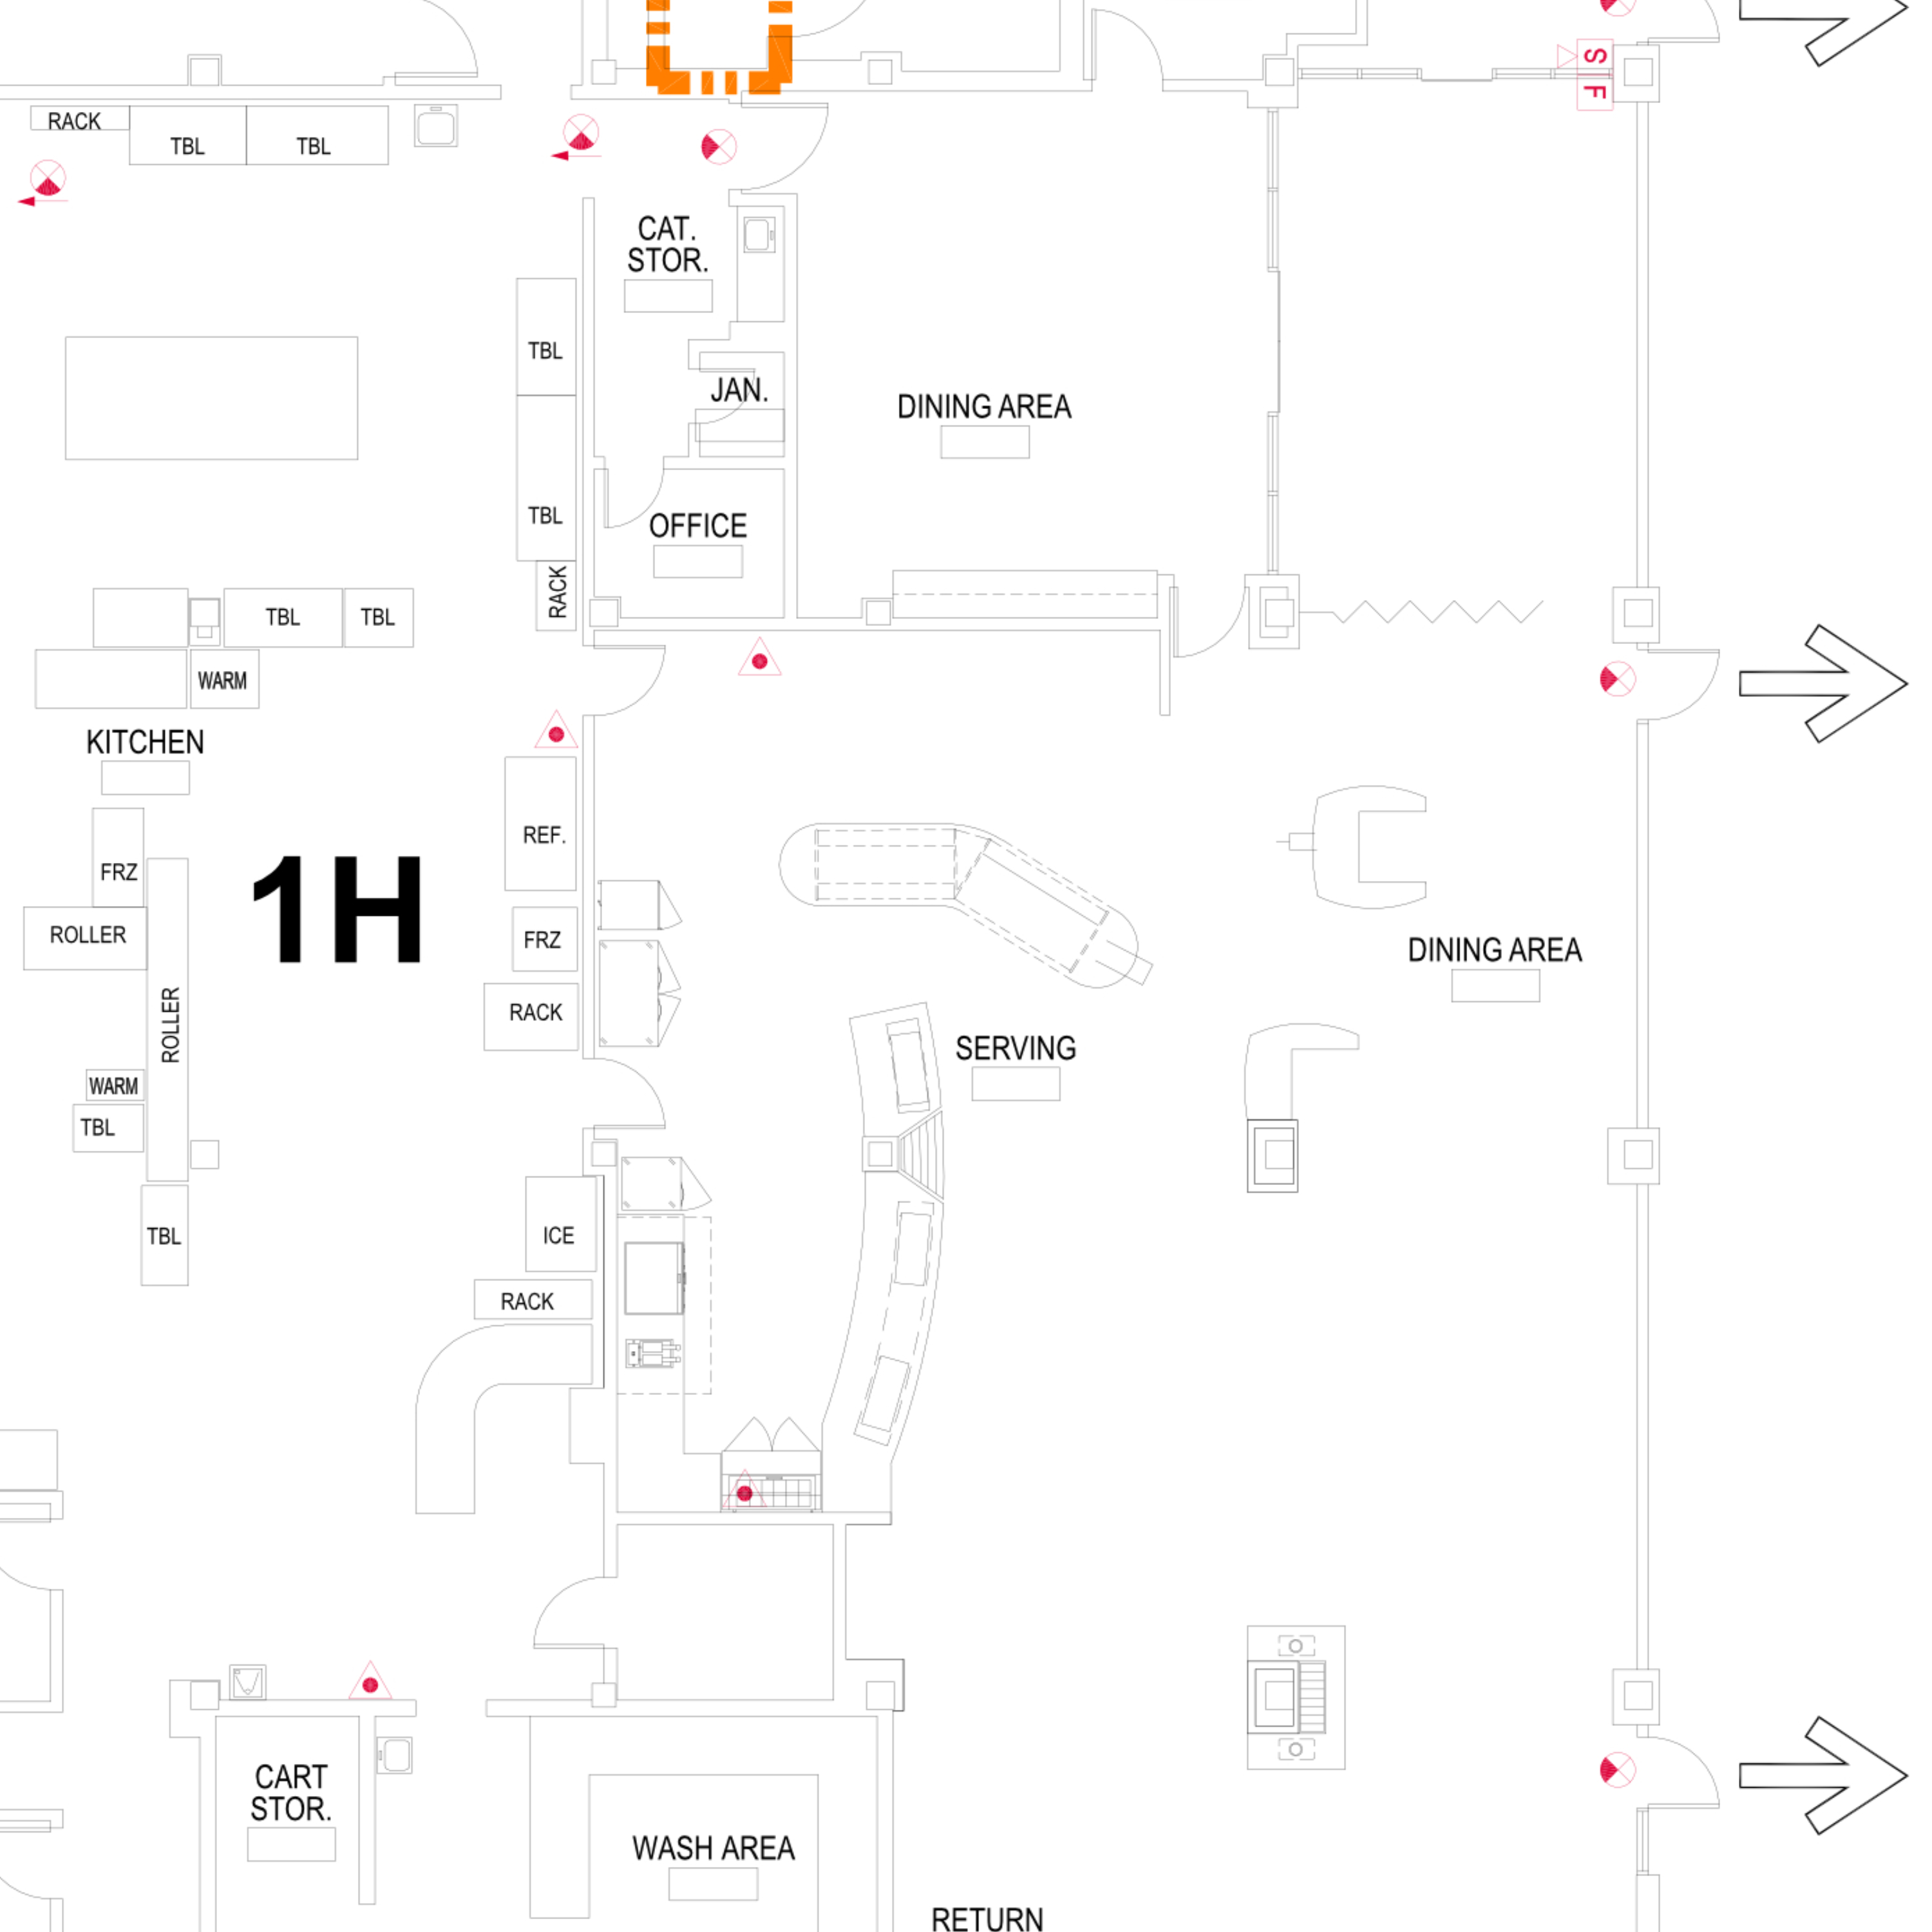 S
F
RACK
TBL
TBL
CAT.
STOR.
TBL
JAN.
DINING AREA
TBL
OFFICE
RACK
TBL
TBL
WARM
KITCHEN
REF.
FRZ
1H
ROLLER
FRZ
DINING AREA
RACK
ROLLER
SERVING
WARM
TBL
TBL
ICE
RACK
CART
STOR.
WASH AREA
RETURN